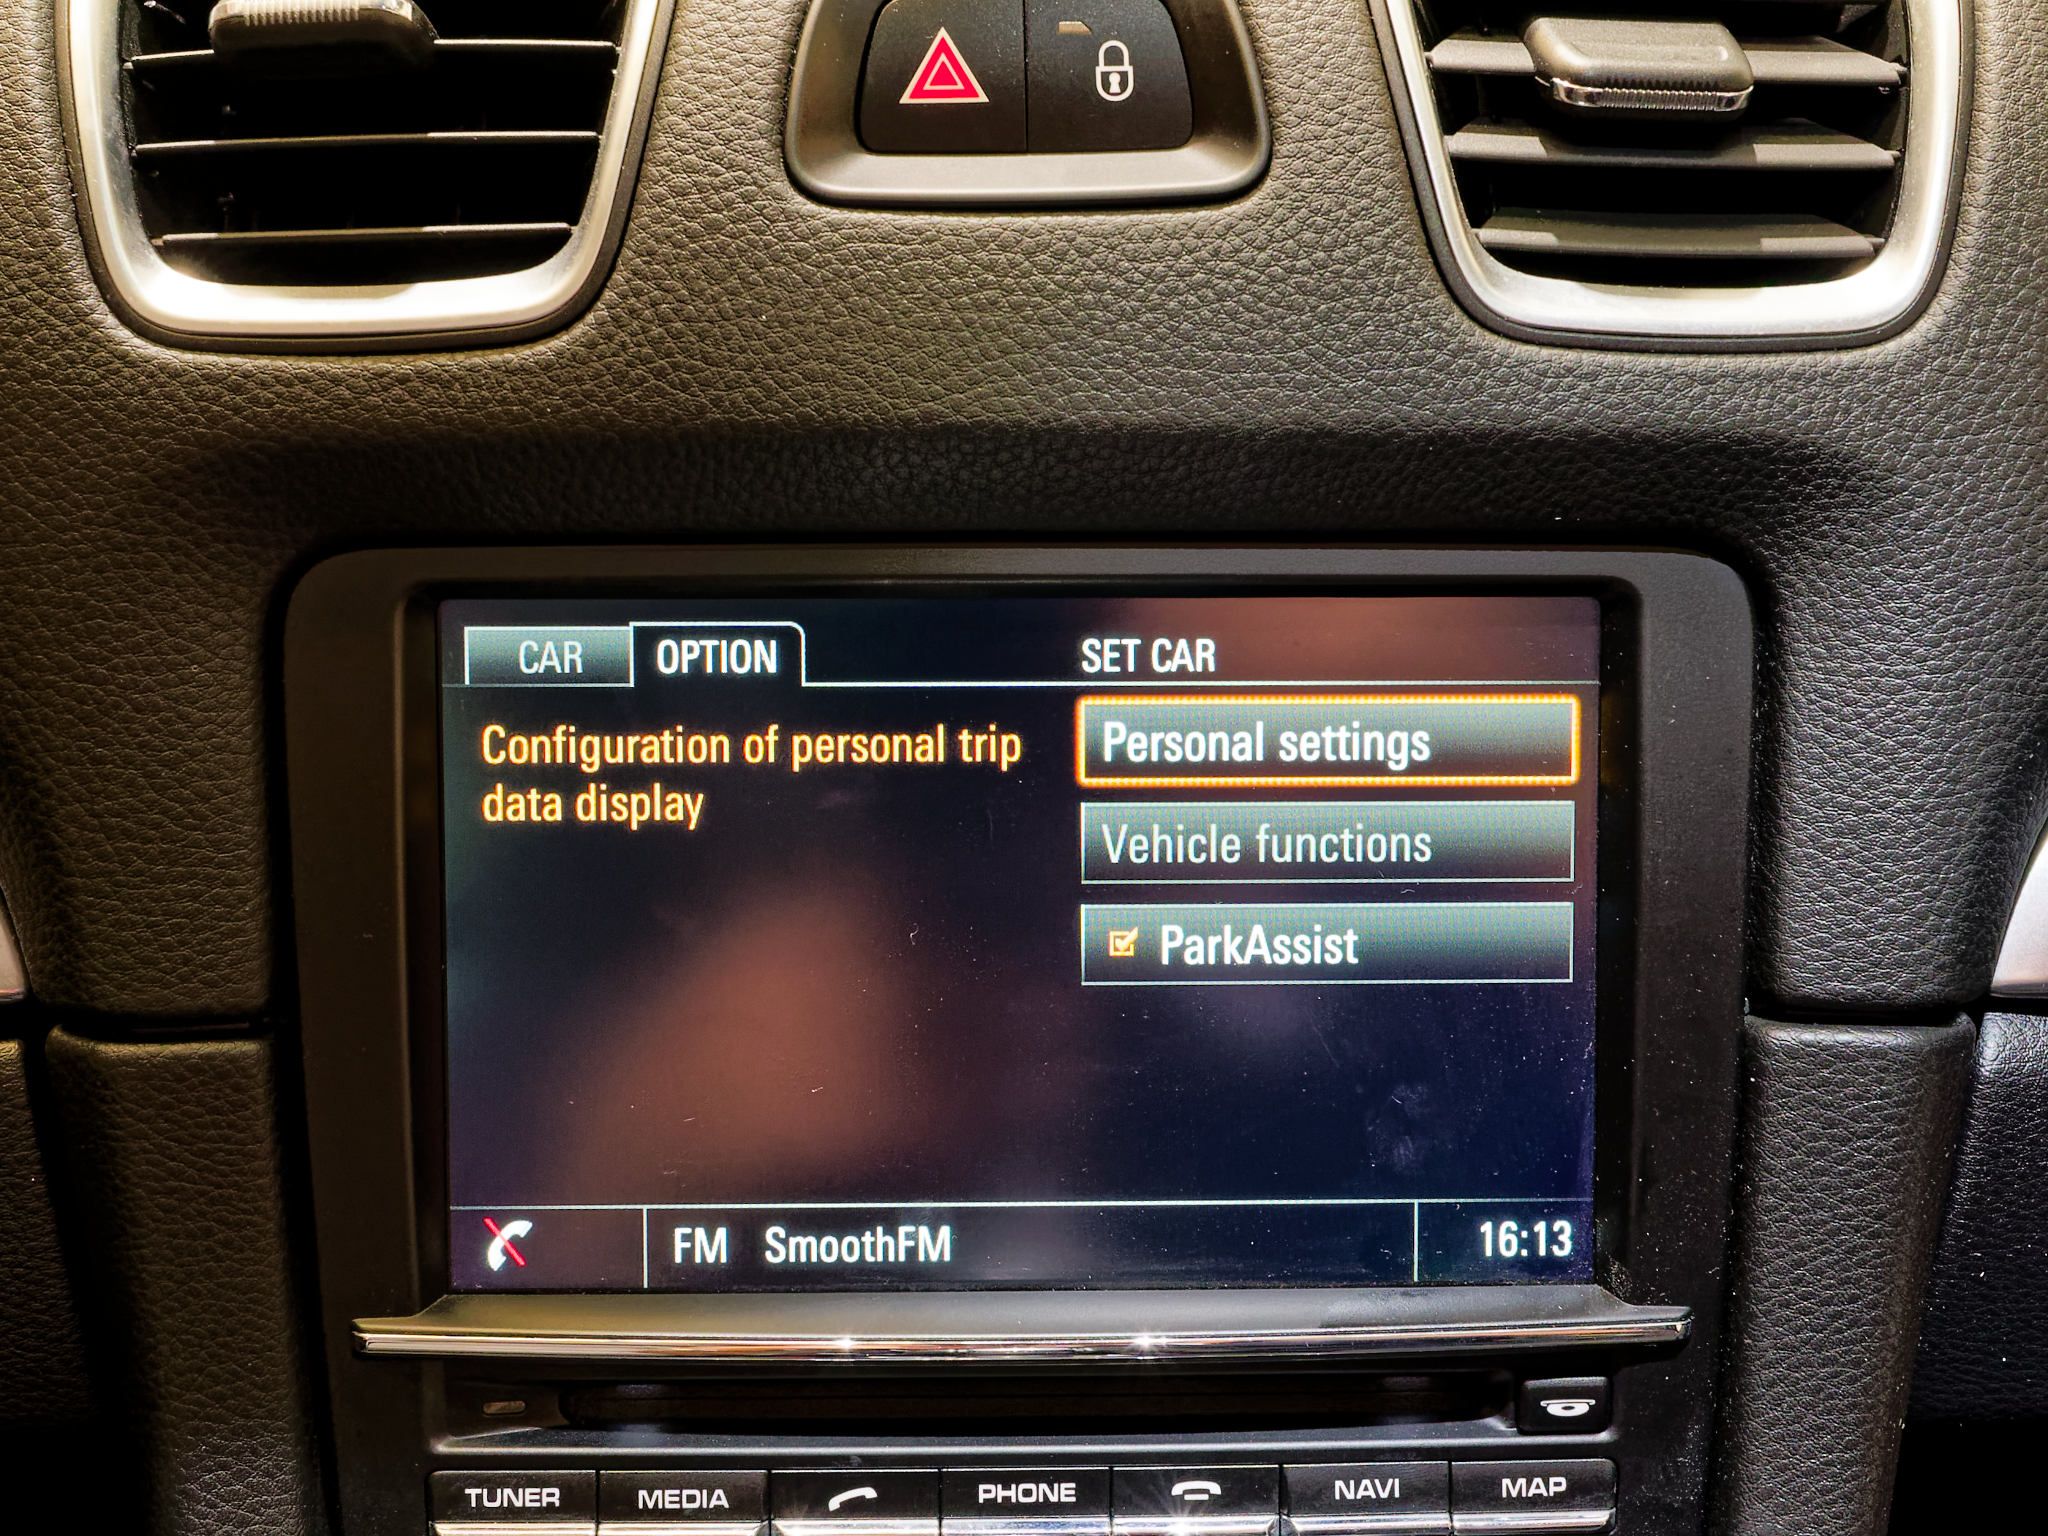 CAR OPTION SET CAR
Configuration of personal trip
data display
Personal settings
Vehicle functions
ParkAssist
FM SmoothFM 16:13
TUNER MEDIA PHONE NAVI MAP